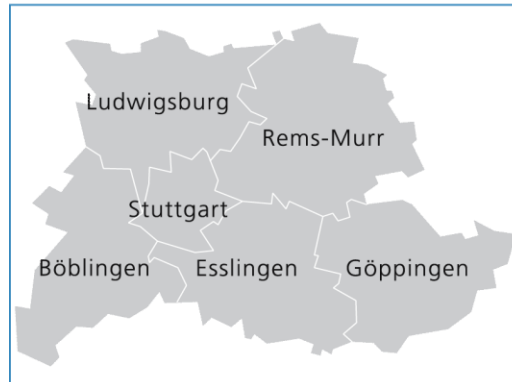 Ludwigsburg
Rems-Murr
Stuttgart
Böblingen
Esslingen
Göppingen